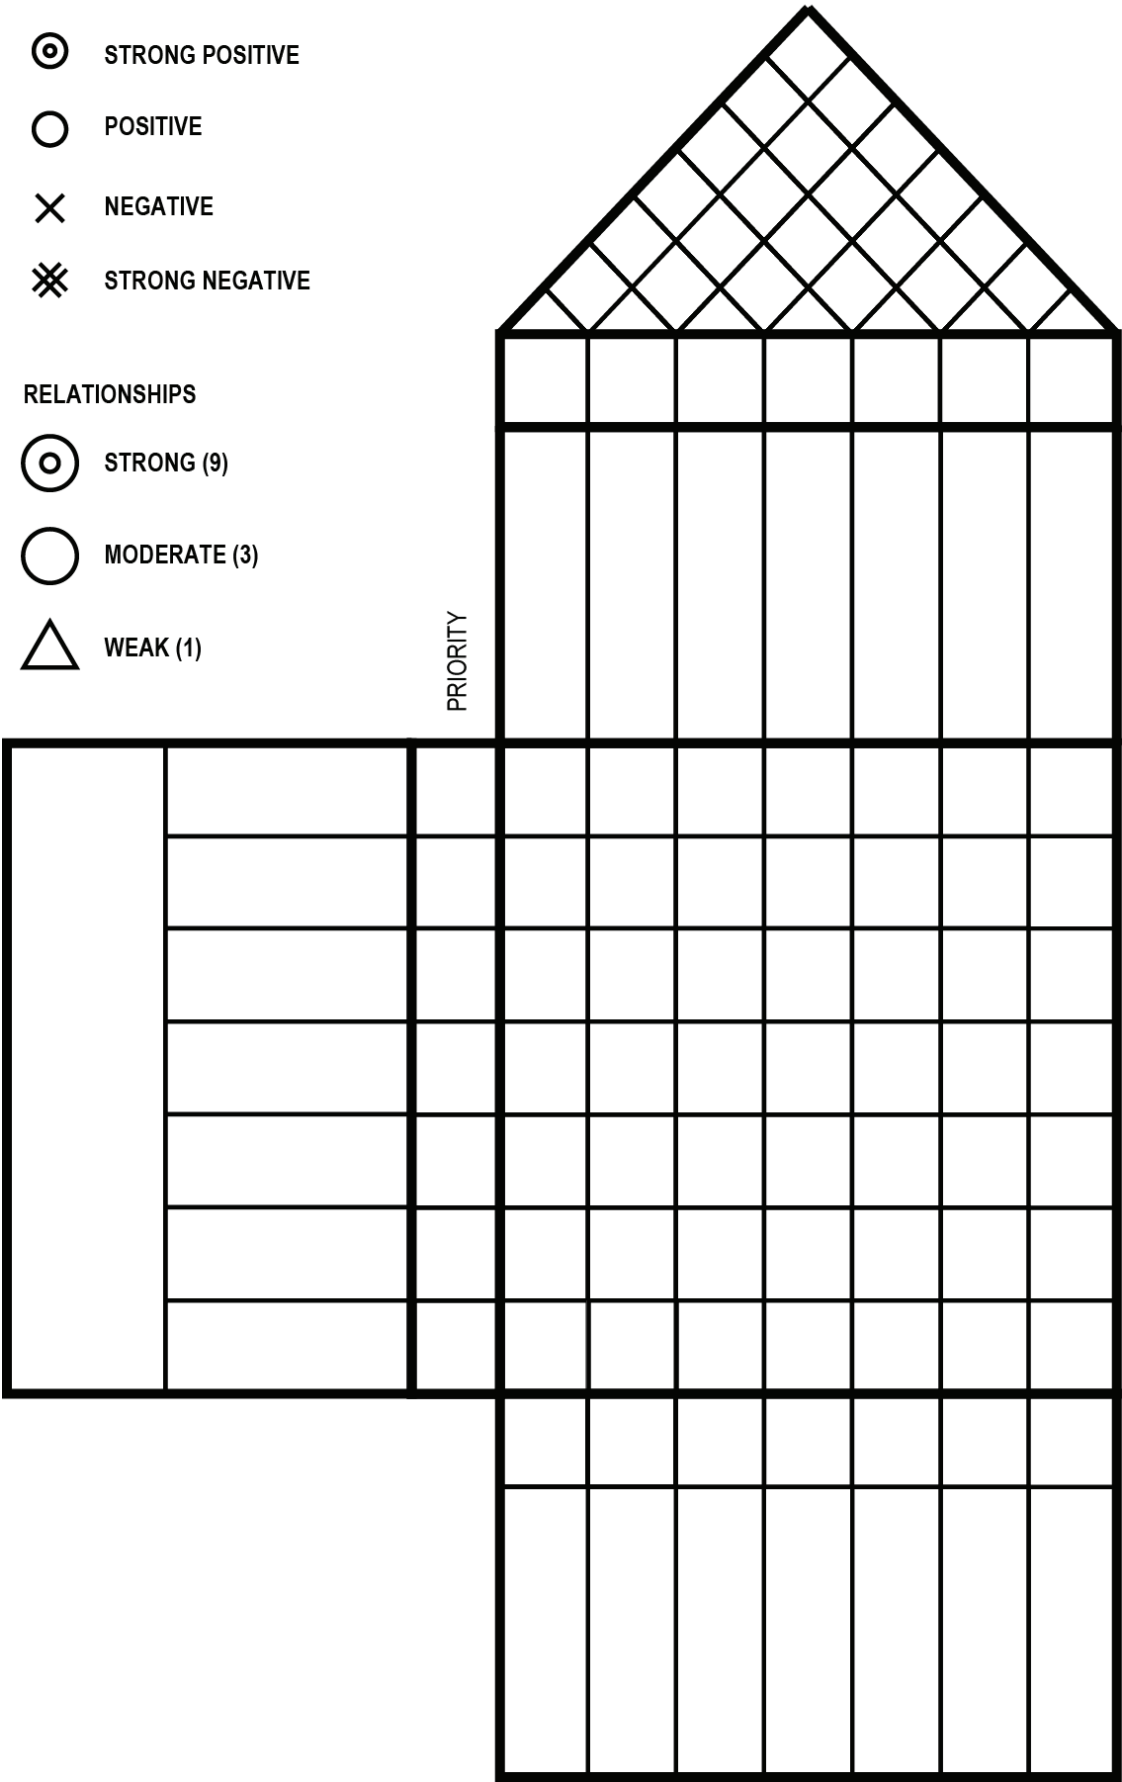 STRONG POSITIVE
POSITIVE
NEGATIVE
STRONG NEGATIVE
RELATIONSHIPS
STRONG (9)
MODERATE (3)
WEAK (1)
PRIORITY